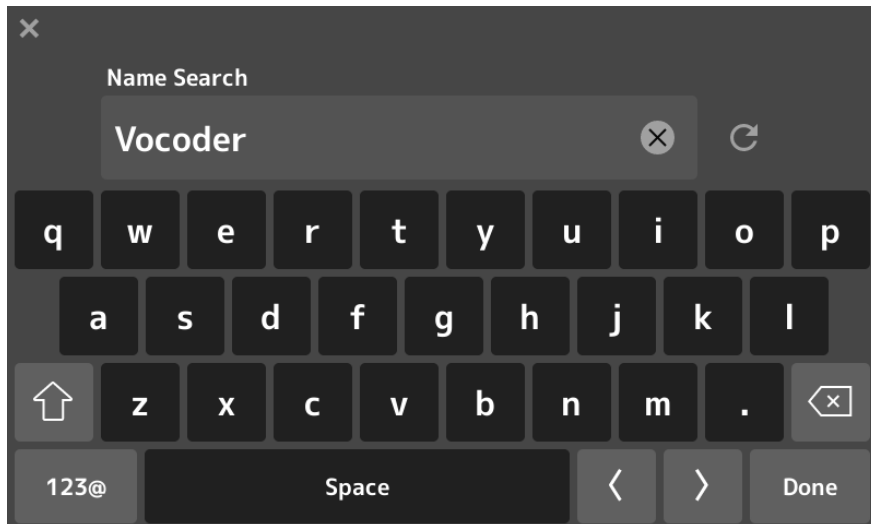 Name Search
Vocoder
q w e r t y u i o p
a s d f g h j k l
z x c v b n m .
123@ Space Done